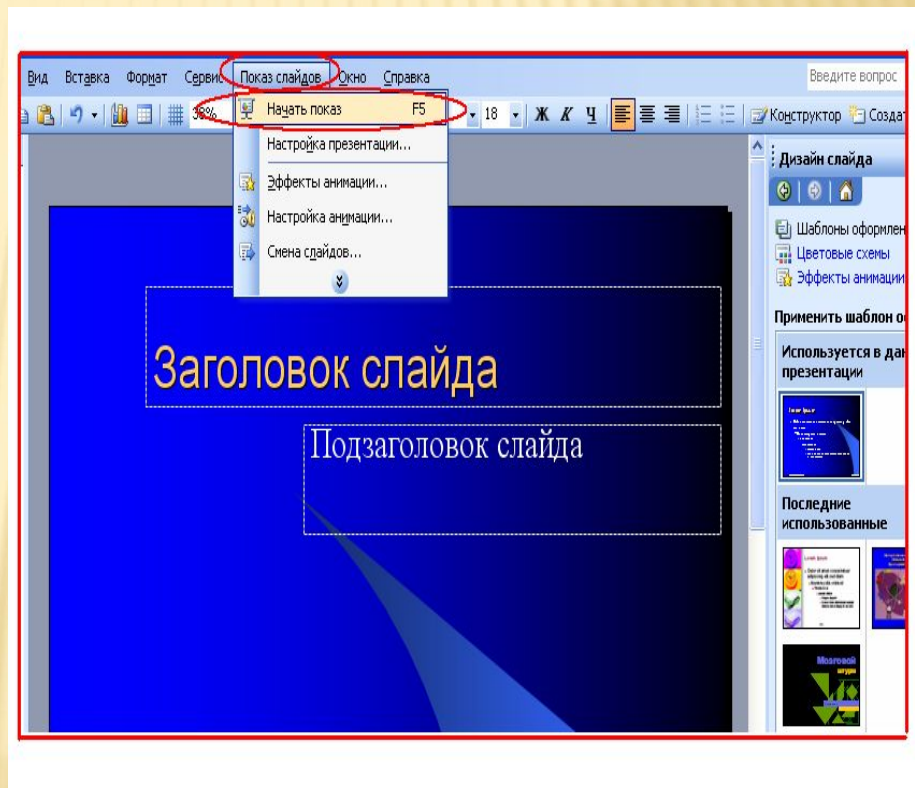 Вид Вставка Формат Сервис Показ слайдов Окно Справка Введите вопрос
38% 18 Ж К Ч Конструктор Создат
Начать показ F5
Настройка презентации...
Эффекты анимации...
Настройка анимации...
Смена слайдов...
Заголовок слайда
Подзаголовок слайда
Дизайн слайда
Шаблоны оформлен
Цветовые схемы
Эффекты анимации
Применить шаблон о
Используется в дан
презентации
Последние
использованные
Мозговой
штурм